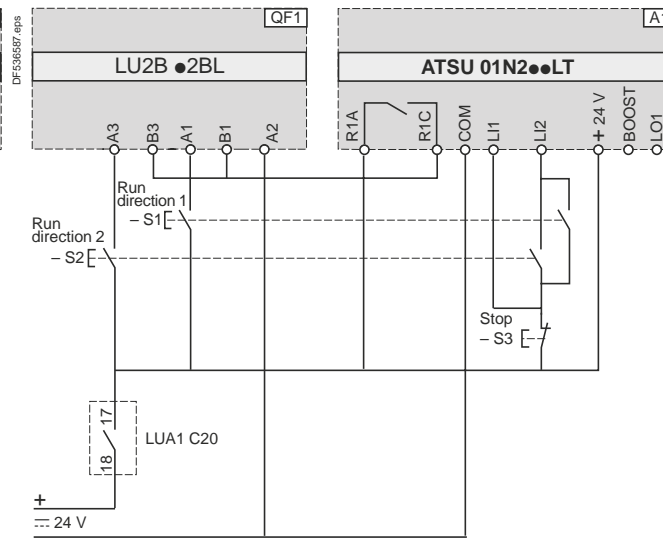 DF536587.eps
QF1
A1
LU2B ●2BL
ATSU 01N2●●LT
A3
B3
A1
B1
A2
R1A
R1C
COM
LI1
LI2
+ 24 V
BOOST
LO1
Run
direction 1
– S1
Run
direction 2
– S2
Stop
– S3
17
18
LUA1 C20
+
24 V